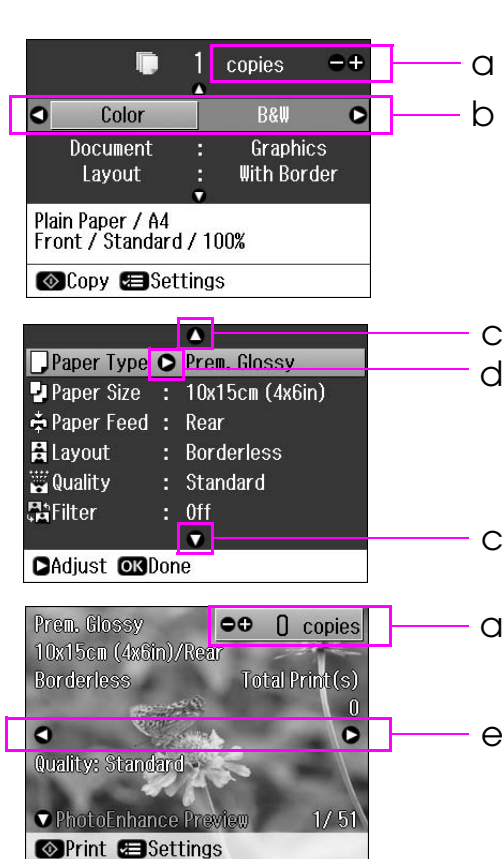 1 copies
a
Color B&W
b
Document : Graphics
Layout : With Border
Plain Paper / A4
Front / Standard / 100%
Copy Settings
c
Paper Type Prem. Glossy
d
Paper Size : 10x15cm (4x6in)
Paper Feed : Rear
Layout : Borderless
Quality : Standard
Filter : Off
c
Adjust OK Done
Prem. Glossy 0 copies
a
10x15cm (4x6in)/Rear
Borderless Total Print(s)
0
e
Quality: Standard
PhotoEnhance Preview 1/51
Print Settings